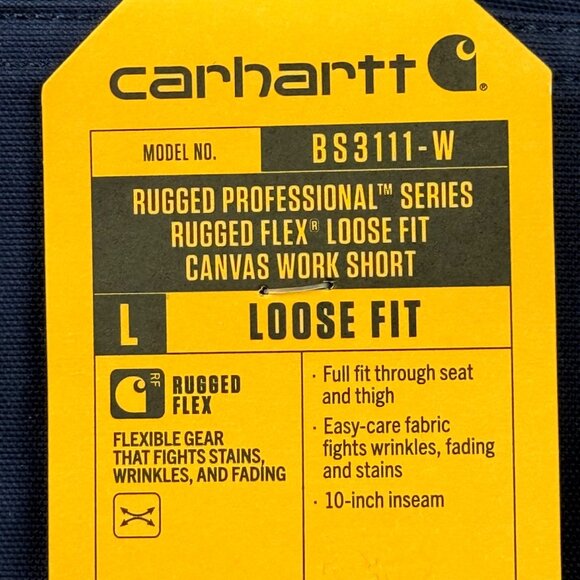 carhartt
MODEL NO. BS3111-W
RUGGED PROFESSIONAL™ SERIES
RUGGED FLEX® LOOSE FIT
CANVAS WORK SHORT
L LOOSE FIT
RF
RUGGED
FLEX
FLEXIBLE GEAR
THAT FIGHTS STAINS,
WRINKLES, AND FADING
· Full fit through seat
and thigh
· Easy-care fabric
fights wrinkles, fading
and stains
· 10-inch inseam